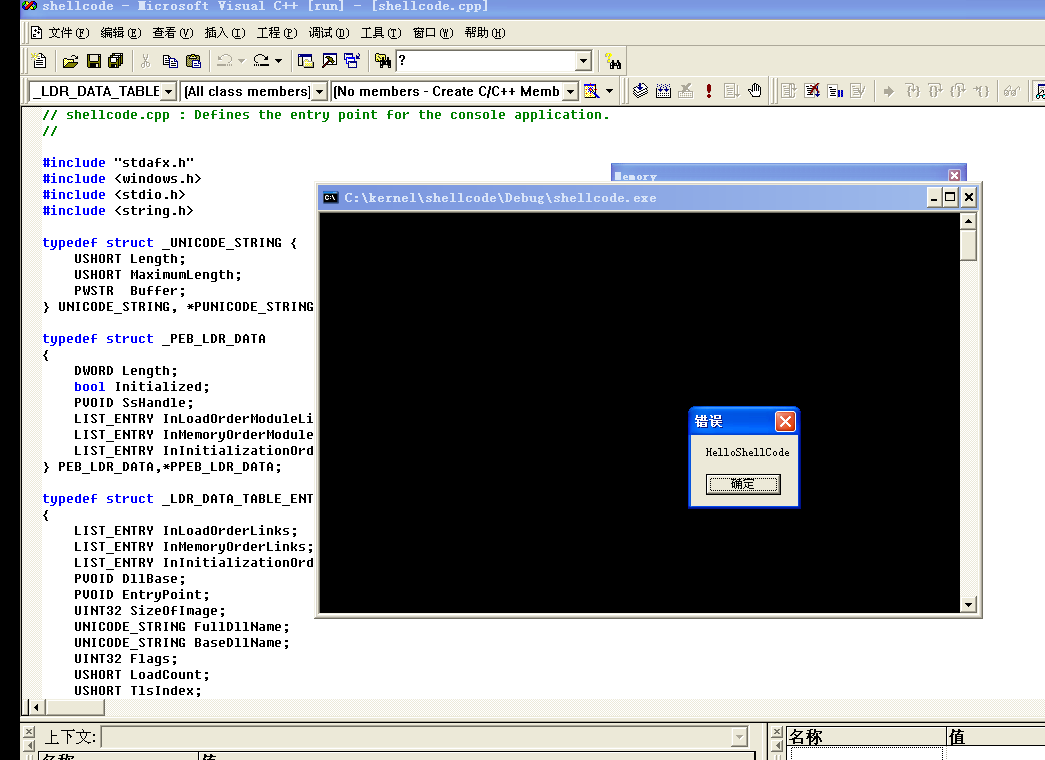 shellcode - Microsoft Visual C++ [run] - [shellcode.cpp]
文件(F) 编辑(E) 查看(V) 插入(I) 工程(P) 调试(D) 工具(T) 窗口(W) 帮助(H)
?
_LDR_DATA_TABLE [All class members] [No members - Create C/C++ Memb
// shellcode.cpp : Defines the entry point for the console application.
//
#include "stdafx.h"
#include <windows.h>
#include <stdio.h>
#include <string.h>
typedef struct _UNICODE_STRING {
USHORT Length;
USHORT MaximumLength;
PWSTR  Buffer;
} UNICODE_STRING, *PUNICODE_STRING
typedef struct _PEB_LDR_DATA
{
DWORD Length;
bool Initialized;
PVOID SsHandle;
LIST_ENTRY InLoadOrderModuleLi
LIST_ENTRY InMemoryOrderModule
LIST_ENTRY InInitializationOrd
} PEB_LDR_DATA,*PPEB_LDR_DATA;
typedef struct _LDR_DATA_TABLE_ENT
{
LIST_ENTRY InLoadOrderLinks;
LIST_ENTRY InMemoryOrderLinks;
LIST_ENTRY InInitializationOrd
PVOID DllBase;
PVOID EntryPoint;
UINT32 SizeOfImage;
UNICODE_STRING FullDllName;
UNICODE_STRING BaseDllName;
UINT32 Flags;
USHORT LoadCount;
USHORT TlsIndex;
Memory
C:\kernel\shellcode\Debug\shellcode.exe
错误
HelloShellCode
确定
上下文:
名称 值
名称 值